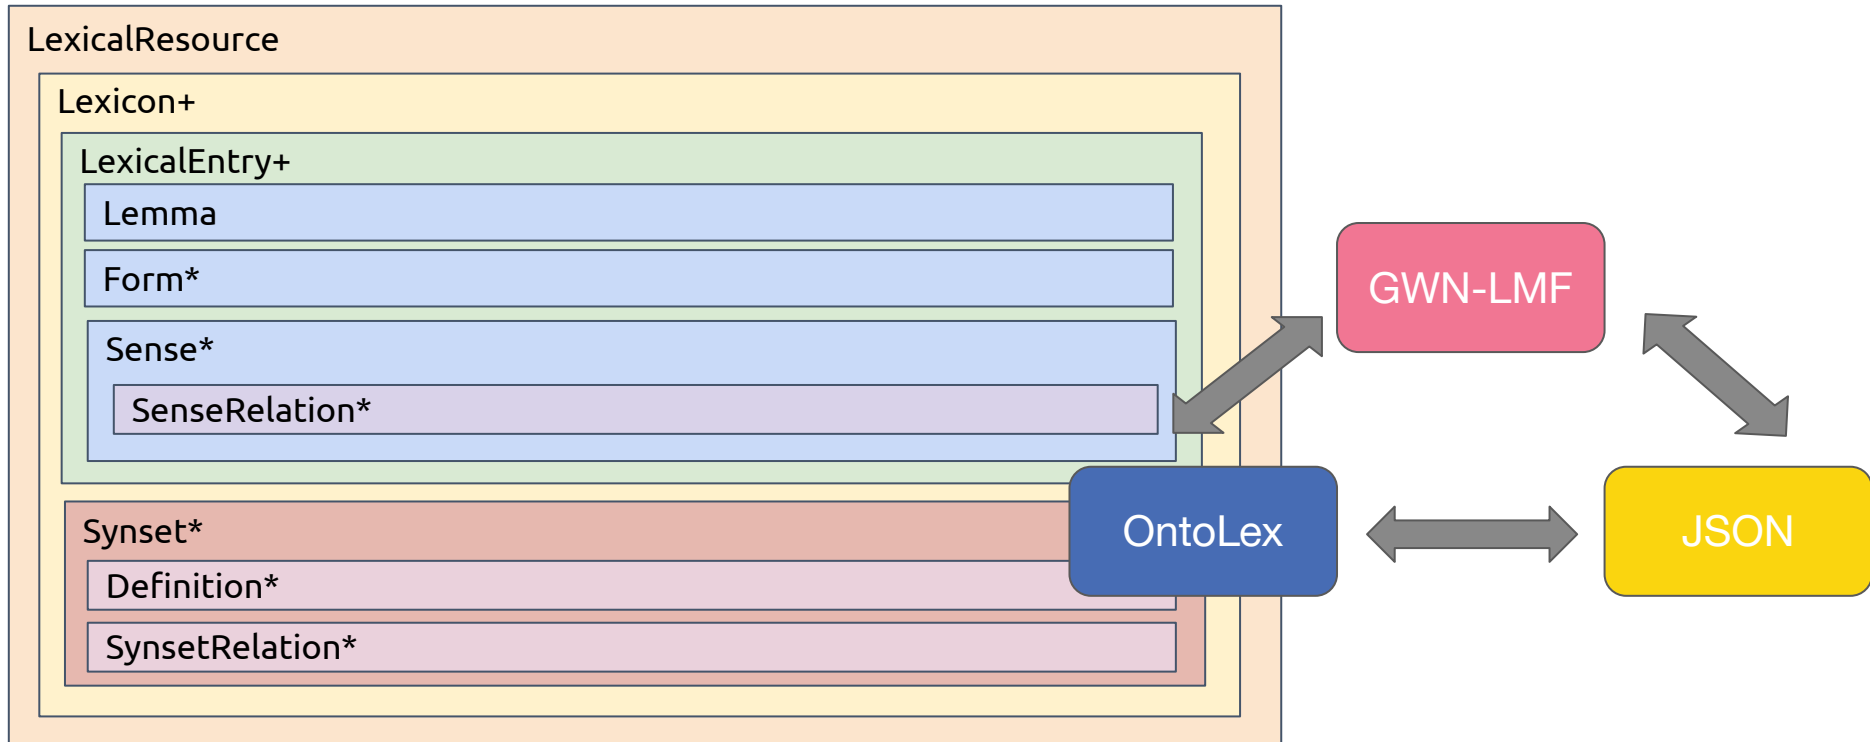 LexicalResource
Lexicon+
LexicalEntry+
Lemma
Form*
Sense*
SenseRelation*
Synset*
Definition*
SynsetRelation*
GWN-LMF
OntoLex
JSON